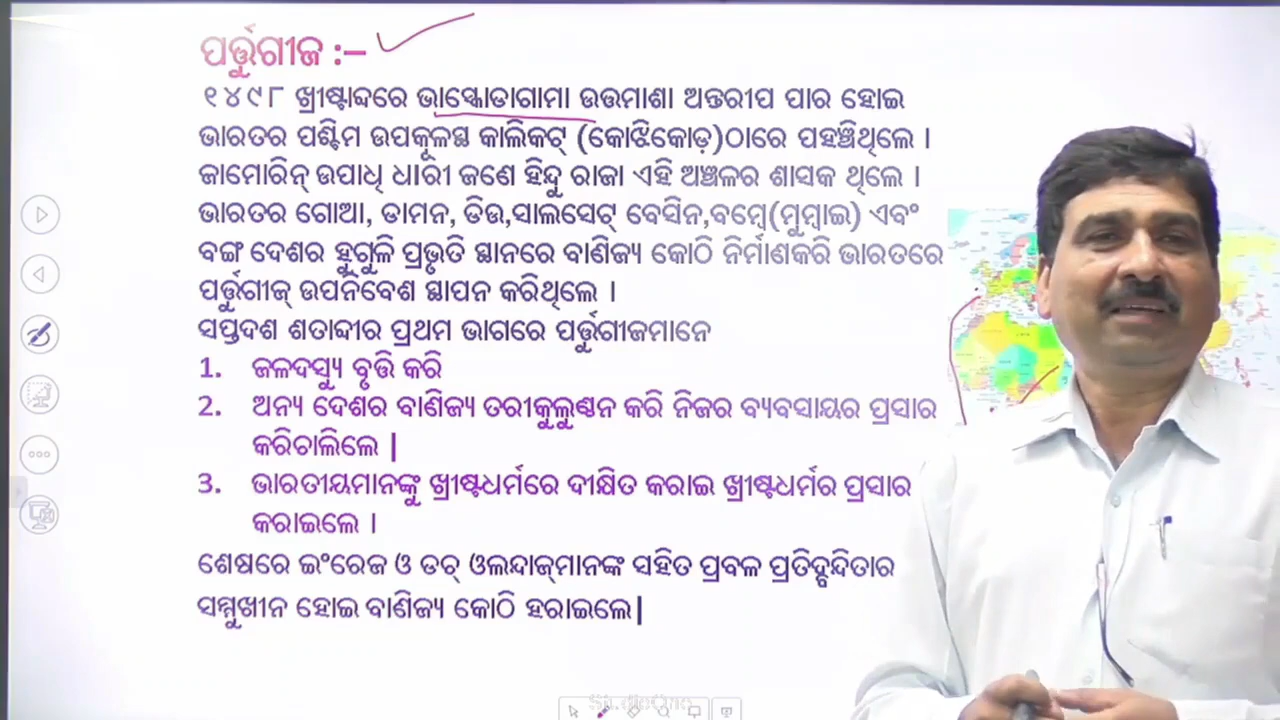 ପର୍ତ୍ତୁଗୀଜ :–
୧୪୯୮ ଖ୍ରୀଷ୍ଟାବ୍ଦରେ ଭାସ୍କୋଡାଗାମା ଉତ୍ତମାଶା ଅନ୍ତରୀପ ପାର ହୋଇ
ଭାରତର ପଶ୍ଚିମ ଉପକୂଳସ୍ଥ କାଲିକଟ୍ (କୋଝିକୋଡ଼)ଠାରେ ପହଞ୍ଚିଥିଲେ ।
ଜାମୋରିନ୍ ଉପାଧି ଧାରୀ ଜଣେ ହିନ୍ଦୁ ରାଜା ଏହି ଅଞ୍ଚଳର ଶାସକ ଥିଲେ ।
ଭାରତର ଗୋଆ, ଡାମନ, ଡିଉ,ସାଲସେଟ୍ ବେସିନ,ବମ୍ବେ(ମୁମ୍ବାଇ) ଏବଂ
ବଙ୍ଗ ଦେଶର ହୁଗୁଳି ପ୍ରଭୃତି ସ୍ଥାନରେ ବାଣିଜ୍ୟ କୋଠି ନିର୍ମାଣକରି ଭାରତରେ
ପର୍ତ୍ତୁଗୀଜ୍ ଉପନିବେଶ ସ୍ଥାପନ କରିଥିଲେ ।
ସପ୍ତଦଶ ଶତାବ୍ଦୀର ପ୍ରଥମ ଭାଗରେ ପର୍ତ୍ତୁଗୀଜମାନେ
1. ଜଳଦସ୍ୟୁ ବୃତ୍ତି କରି
2. ଅନ୍ୟ ଦେଶର ବାଣିଜ୍ୟ ତରୀକୁଲୁଣ୍ଠନ କରି ନିଜର ବ୍ୟବସାୟର ପ୍ରସାର
କରିଚାଲିଲେ |
3. ଭାରତୀୟମାନଙ୍କୁ ଖ୍ରୀଷ୍ଟଧର୍ମରେ ଦୀକ୍ଷିତ କରାଇ ଖ୍ରୀଷ୍ଟଧର୍ମର ପ୍ରସାର
କରାଇଲେ ।
ଶେଷରେ ଇଂରେଜ ଓ ଡଚ୍ ଓଲନ୍ଦାଜ୍‌ମାନଙ୍କ ସହିତ ପ୍ରବଳ ପ୍ରତିଦ୍ୱନ୍ଦିତାର
ସମ୍ମୁଖୀନ ହୋଇ ବାଣିଜ୍ୟ କୋଠି ହରାଇଲେ|